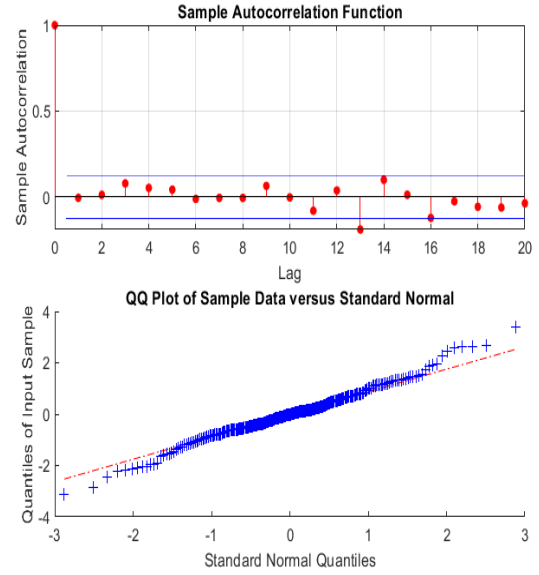 Sample Autocorrelation Function
Sample Autocorrelation
1
0.5
0
0 2 4 6 8 10 12 14 16 18 20
Lag
QQ Plot of Sample Data versus Standard Normal
Quantiles of Input Sample
4
2
0
-2
-4
-3 -2 -1 0 1 2 3
Standard Normal Quantiles